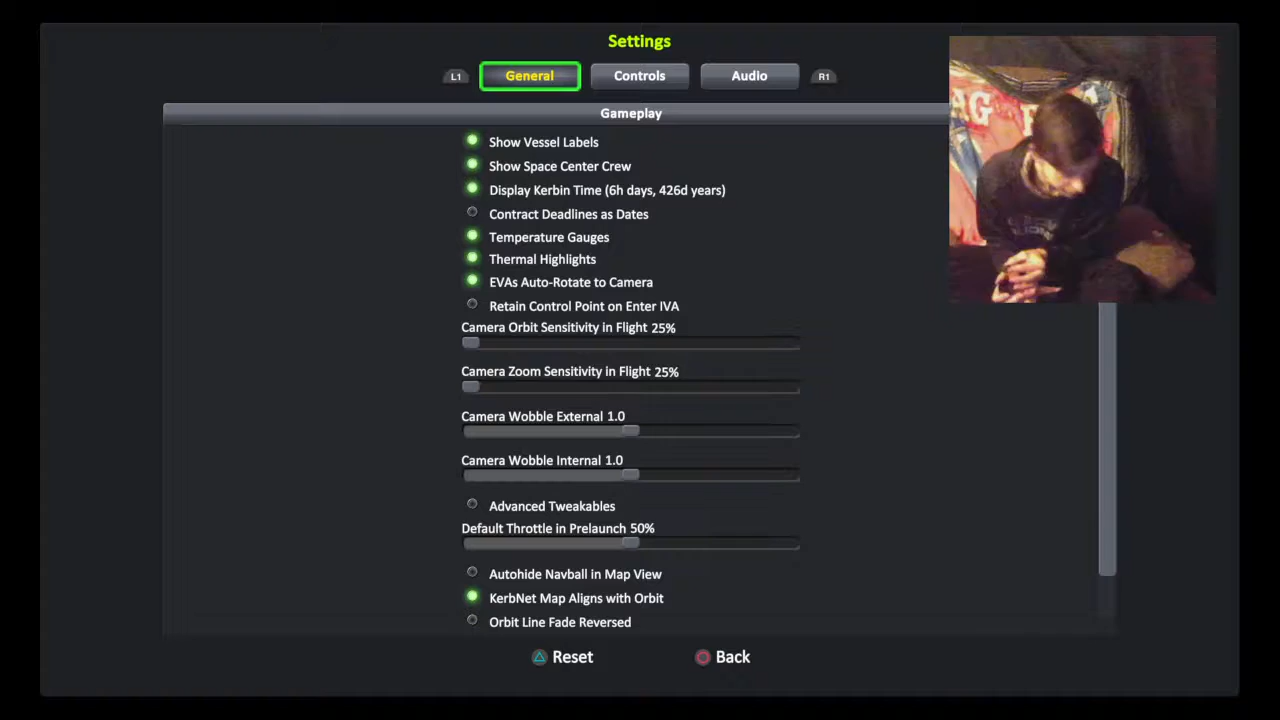 Settings
L1
General
Controls
Audio
R1
Gameplay
Show Vessel Labels
Show Space Center Crew
Display Kerbin Time (6h days, 426d years)
Contract Deadlines as Dates
Temperature Gauges
Thermal Highlights
EVAs Auto-Rotate to Camera
Retain Control Point on Enter IVA
Camera Orbit Sensitivity in Flight 25%
Camera Zoom Sensitivity in Flight 25%
Camera Wobble External 1.0
Camera Wobble Internal 1.0
Advanced Tweakables
Default Throttle in Prelaunch 50%
Autohide Navball in Map View
KerbNet Map Aligns with Orbit
Orbit Line Fade Reversed
Reset
Back